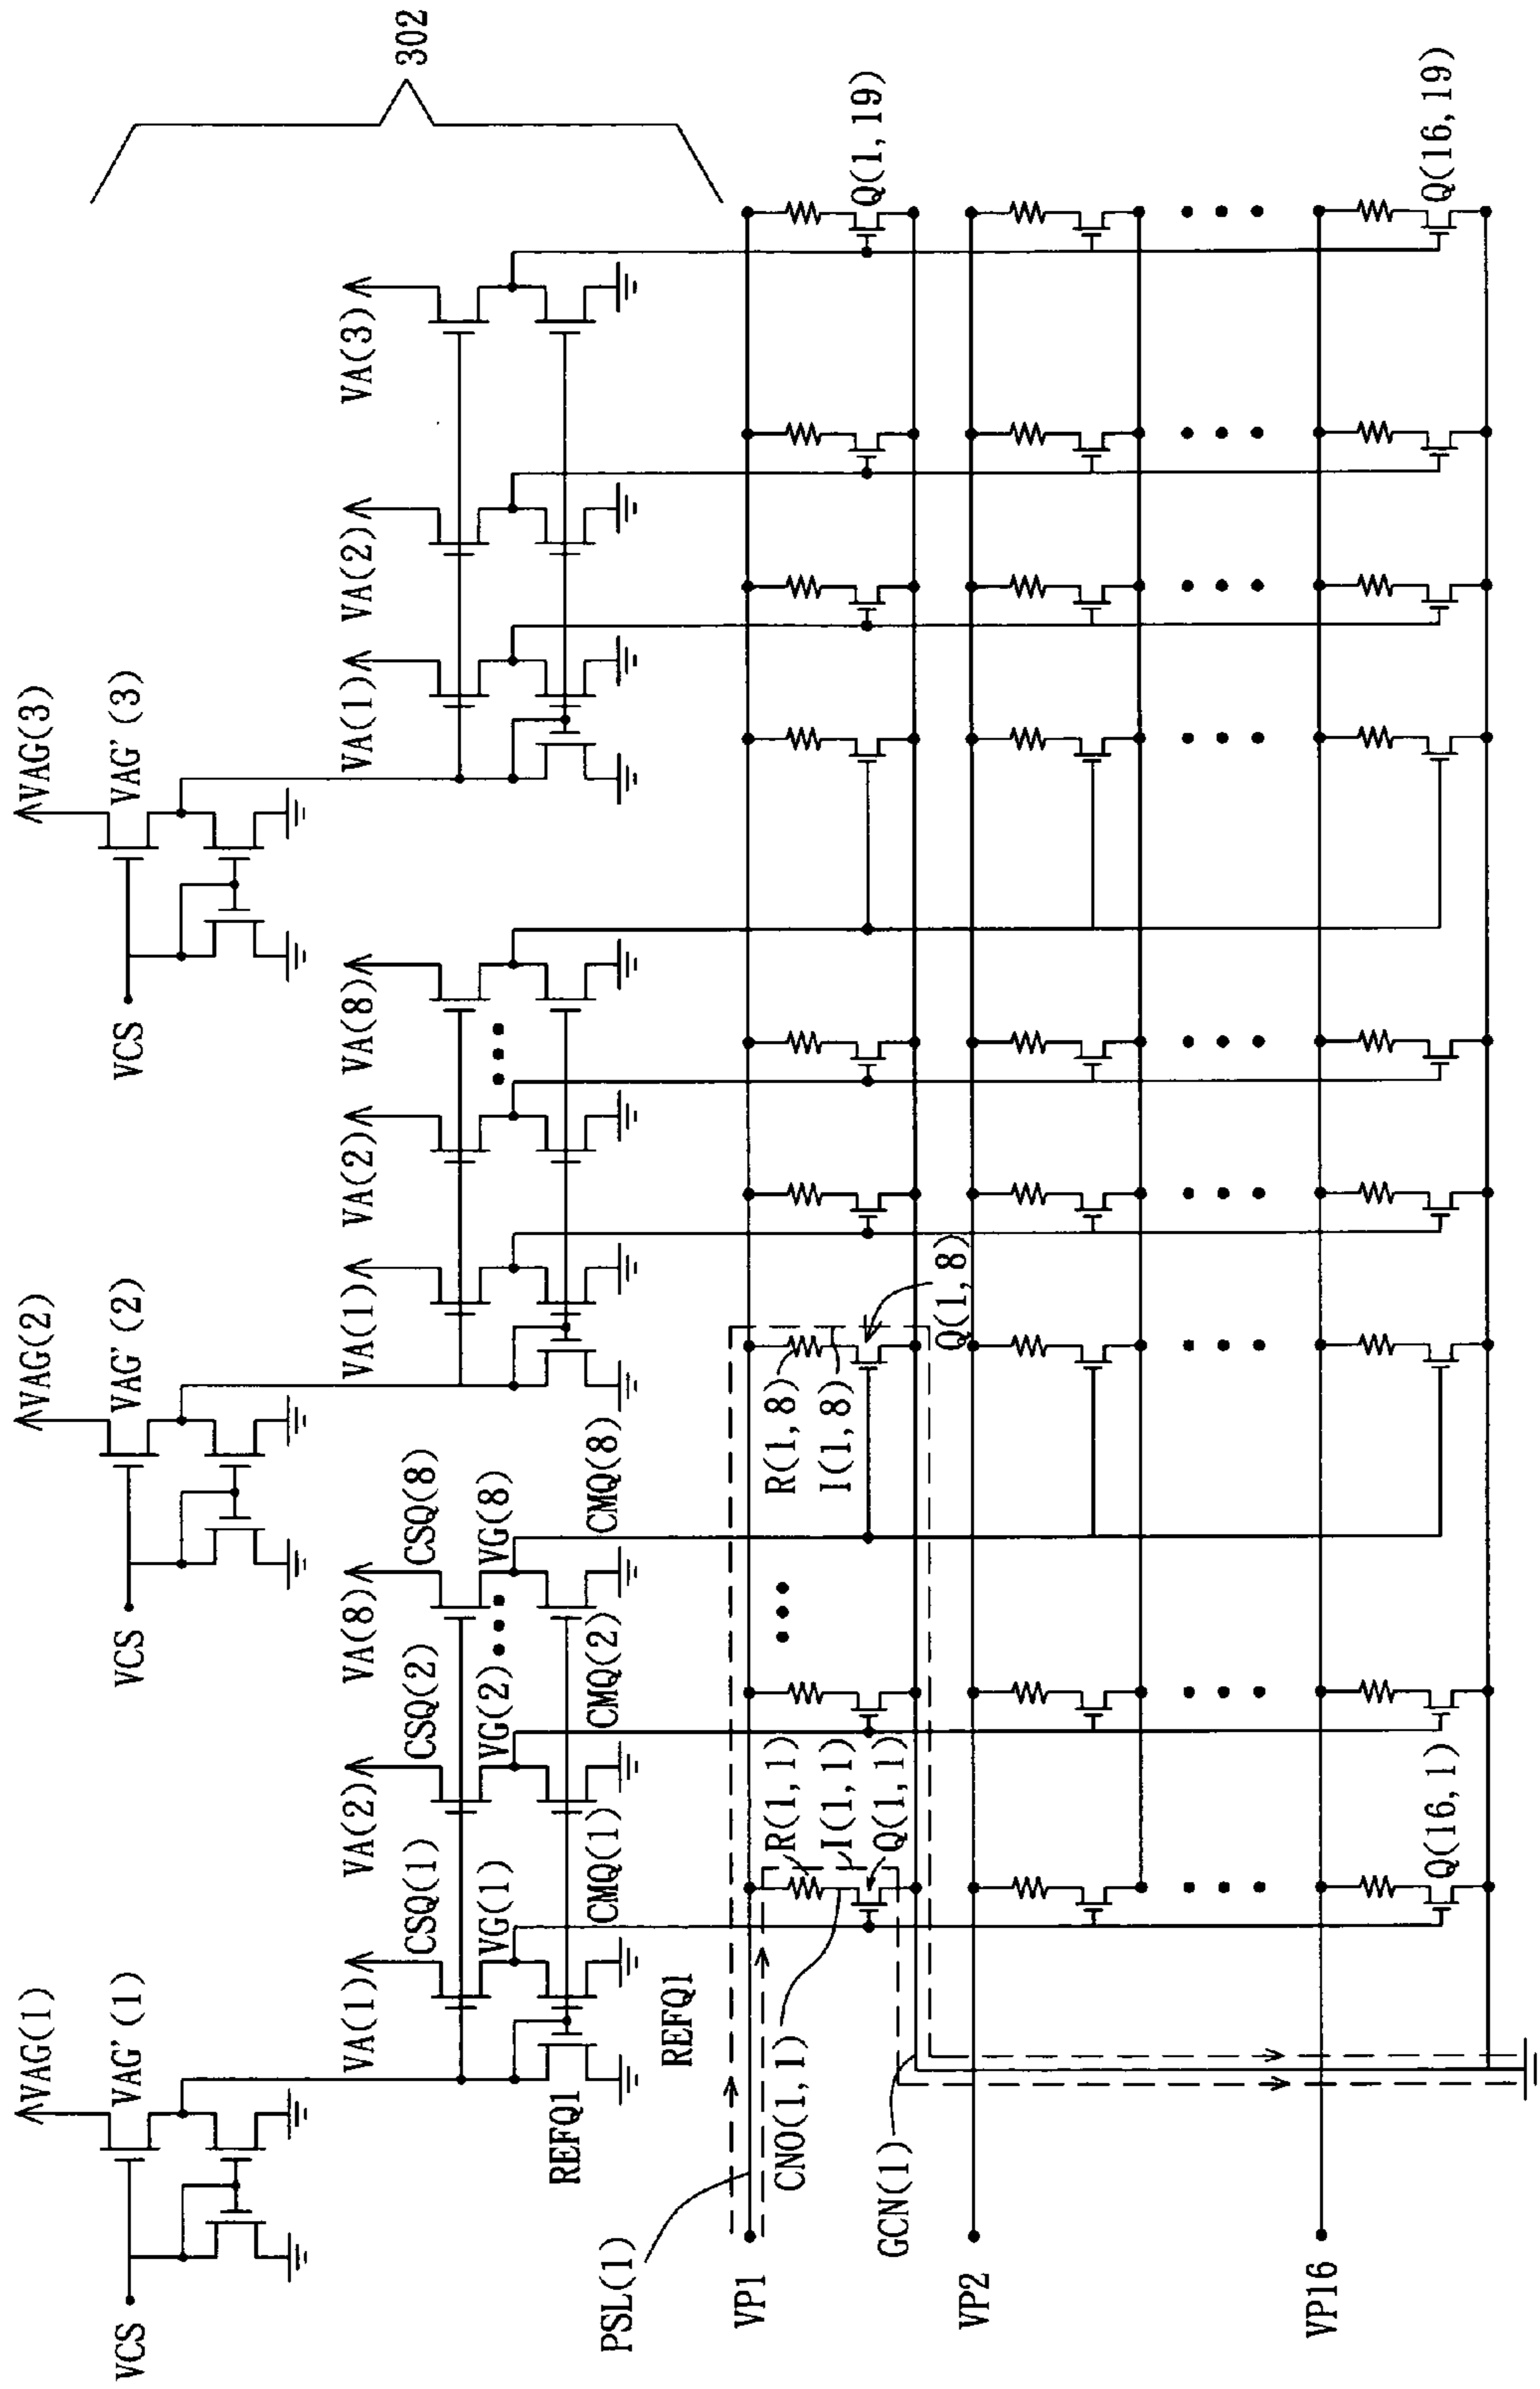 302
VAG(1)
VAG'(1)
VCS
VAG(2)
VAG'(2)
VCS
VAG(3)
VAG'(3)
VCS
VA(1)
CSQ(1)
VG(1)
CMQ(1)
REFQ1
REFQ1
VA(2)
CSQ(2)
VG(2)
CMQ(2)
VA(8)
CSQ(8)
VG(8)
CMQ(8)
VA(1)
VA(2)
VA(8)
VA(1)
VA(2)
VA(3)
PSL(1)
VP1
CNO(1,1)
GCN(1)
R(1,1)
I(1,1)
Q(1,1)
R(1,8)
I(1,8)
Q(1,8)
Q(1,19)
VP2
VP16
Q(16,1)
Q(16,19)